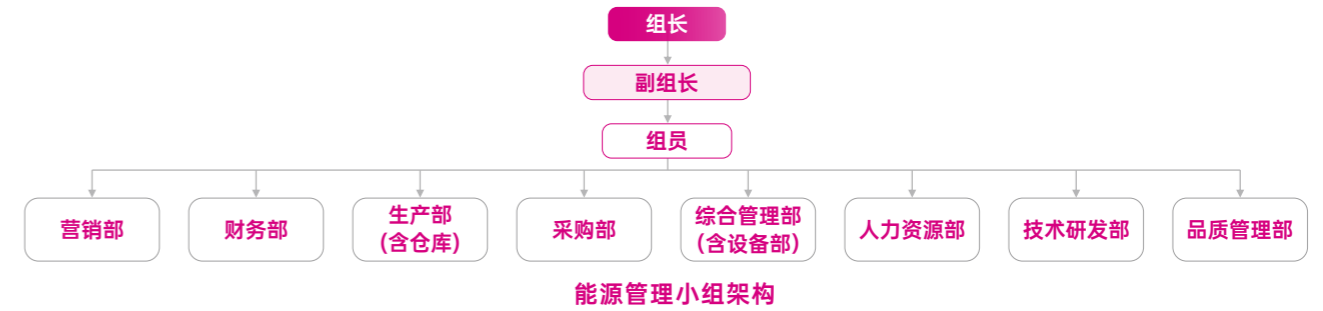 组长
副组长
组员
营销部
财务部
生产部
(含仓库)
采购部
综合管理部
(含设备部)
人力资源部
技术研发部
品质管理部
能源管理小组架构